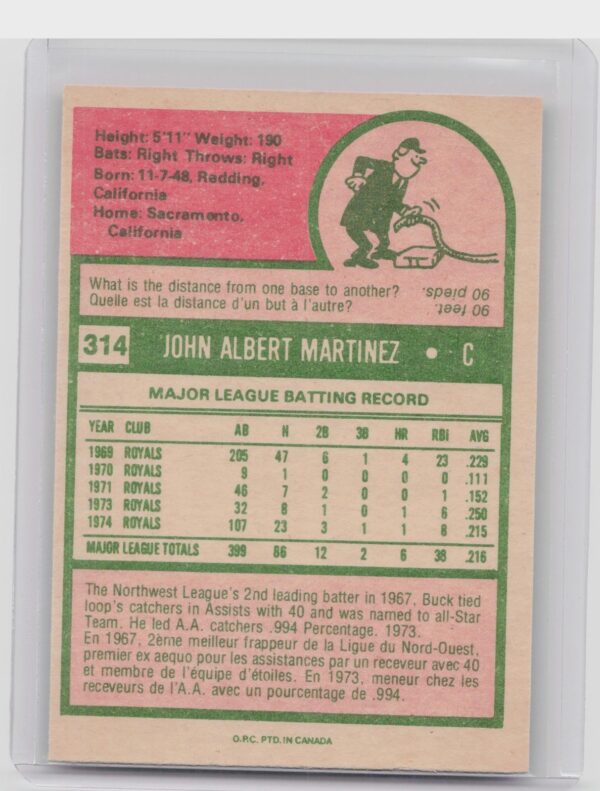 Height: 5'11" Weight: 190
Bats: Right Throws: Right
Born: 11-7-48, Redding,
California
Home: Sacramento,
California
What is the distance from one base to another?
Quelle est la distance d'un but à l'autre?
90 feet.
90 pieds.
314 JOHN ALBERT MARTINEZ • C
MAJOR LEAGUE BATTING RECORD
YEAR CLUB AB H 2B 3B HR RBI AVG
1969 ROYALS 205 47 6 1 4 23 .229
1970 ROYALS 9 1 0 0 0 0 .111
1971 ROYALS 46 7 2 0 0 1 .152
1973 ROYALS 32 8 1 0 1 6 .250
1974 ROYALS 107 23 3 1 1 8 .215
MAJOR LEAGUE TOTALS 399 86 12 2 6 38 .216
The Northwest League's 2nd leading batter in 1967, Buck tied
loop's catchers in Assists with 40 and was named to all-Star
Team. He led A.A. catchers .994 Percentage. 1973.
En 1967, 2ème meilleur frappeur de la Ligue du Nord-Ouest,
premier ex aequo pour les assistances par un receveur avec 40
et membre de l'équipe d'étoiles. En 1973, meneur chez les
receveurs de l'A.A. avec un pourcentage de .994.
O.P.C. PTD. IN CANADA